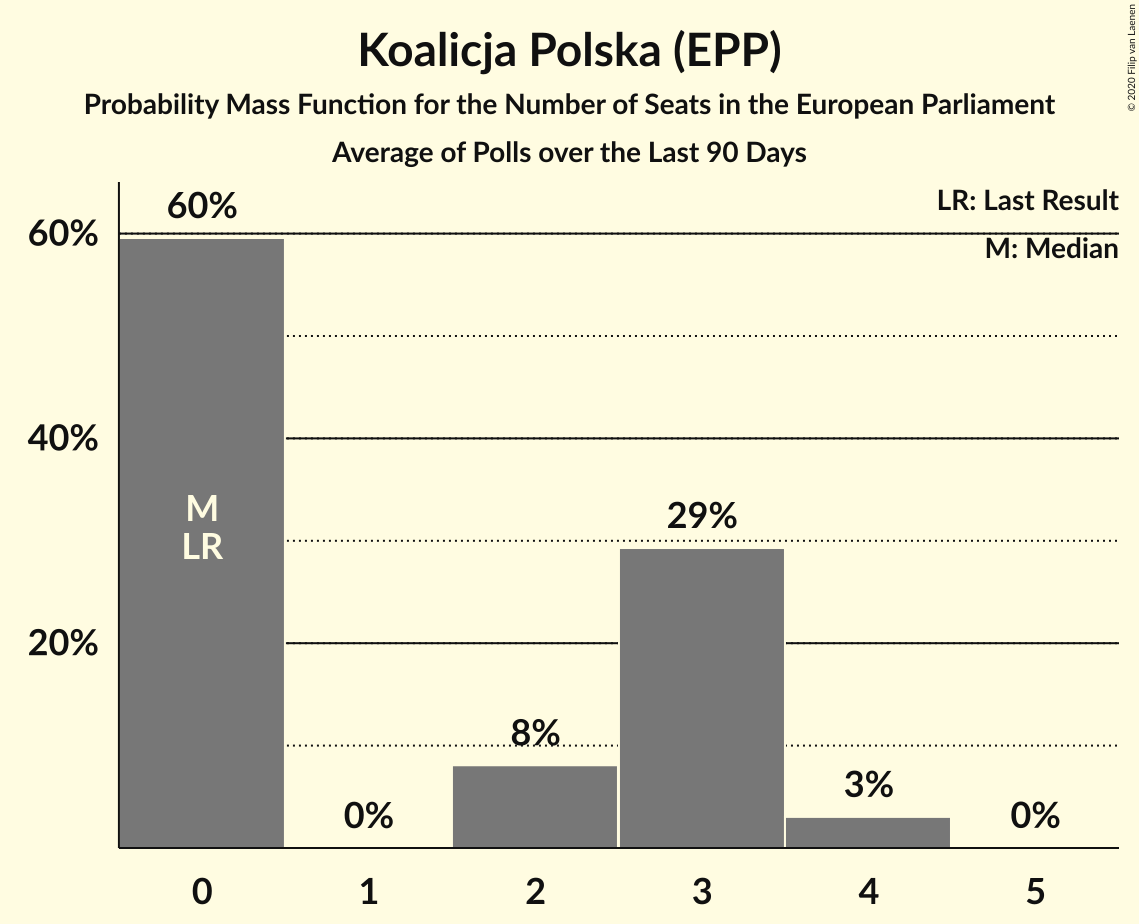 Koalicja Polska (EPP)
Probability Mass Function for the Number of Seats in the European Parliament
Average of Polls over the Last 90 Days
© 2020 Filip van Laenen
LR: Last Result
M: Median
60%
60%
40%
20%
M
LR
0%
8%
29%
3%
0%
0 1 2 3 4 5